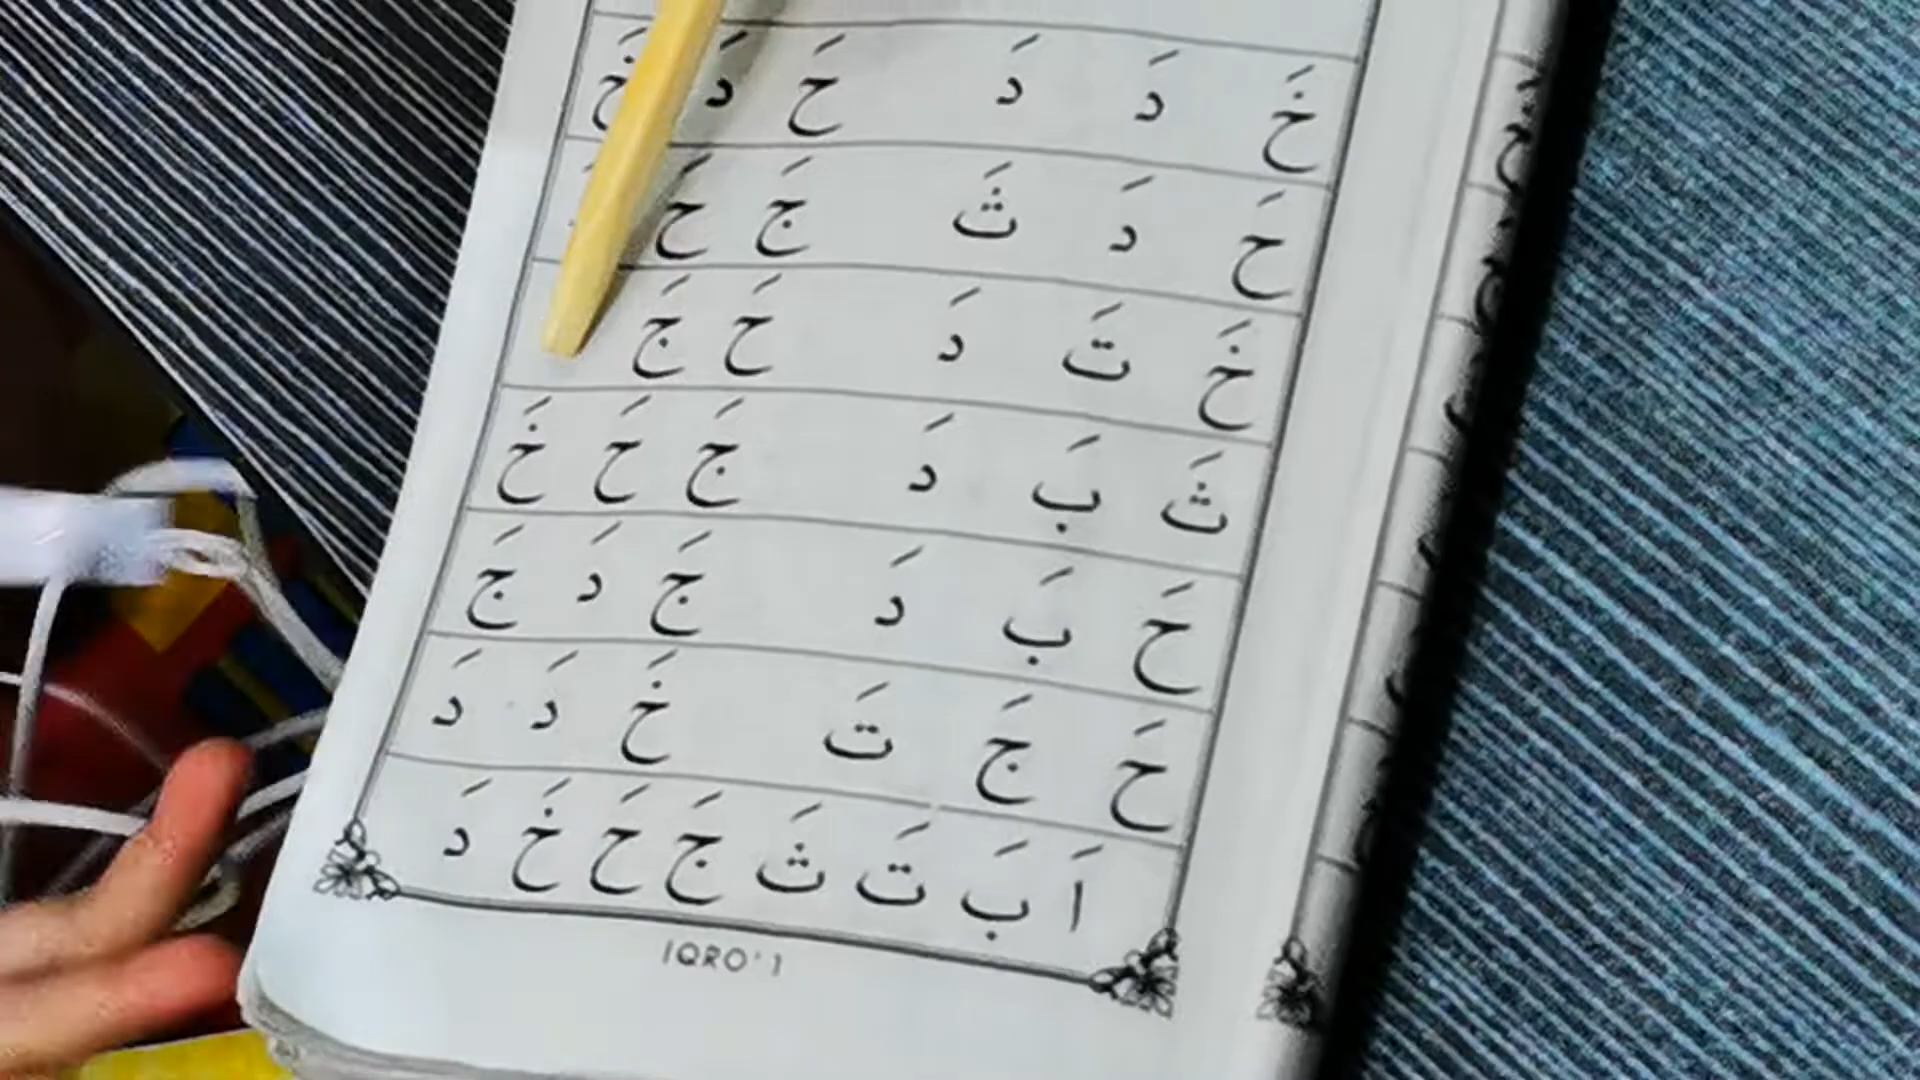 خَ دَ دَ حَ دَ خَ
حَ دَ ثَ جَ حَ
خَ تَ دَ حَ جَ
ثَ بَ دَ جَ حَ خَ
حَ بَ دَ جَ دَ جَ
حَ جَ تَ خَ دَ دَ
اَ بَ تَ ثَ جَ حَ خَ دَ
IQRO' 1